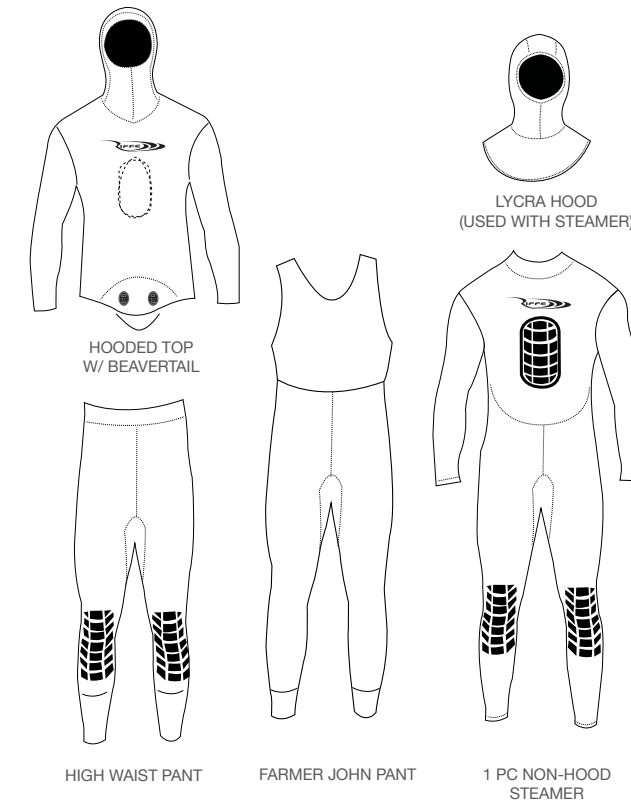 LYCRA HOOD
(USED WITH STEAMER)
HOODED TOP
W/ BEAVERTAIL
HIGH WAIST PANT
FARMER JOHN PANT
1 PC NON-HOOD
STEAMER